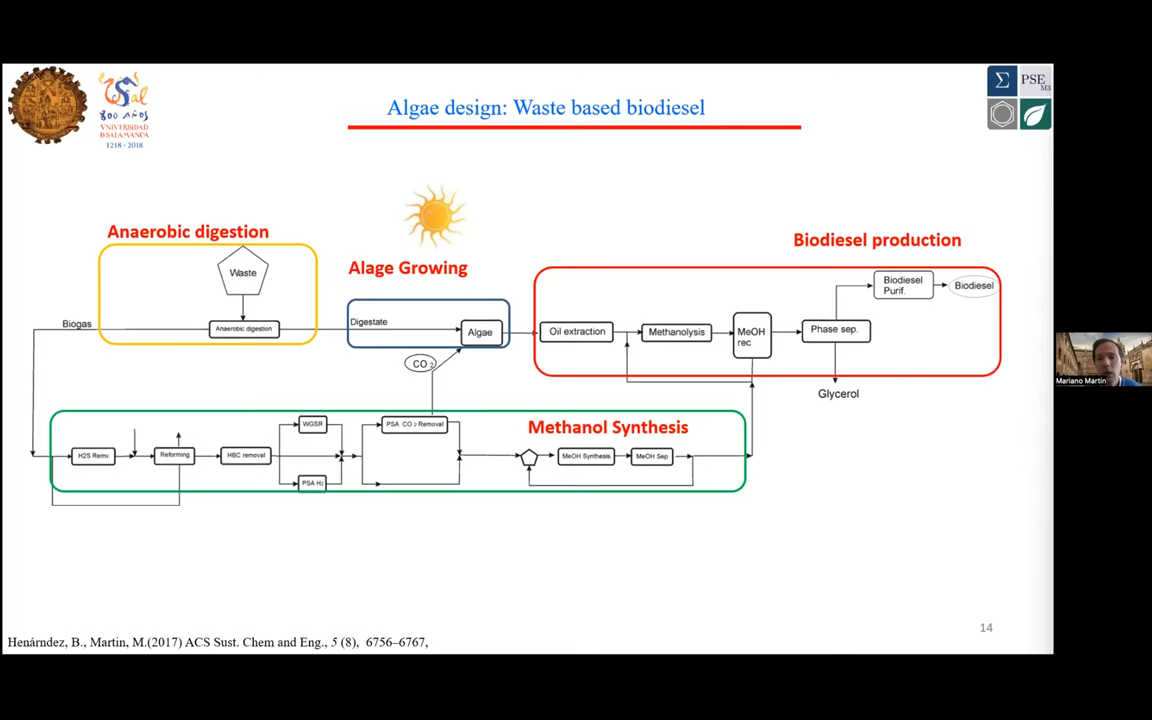 Algae design: Waste based biodiesel
800 AÑOS
VNIVERSIDAD
D SALAMANCA
1218 - 2018
Σ PSE
M3
Anaerobic digestion
Waste
Anaerobic digestion
Biogas
Alage Growing
Digestate
Algae
CO 2
Biodiesel production
Oil extraction
Methanolysis
MeOH
rec
Phase sep.
Biodiesel
Purif.
Biodiesel
Glycerol
Methanol Synthesis
H2S Remv.
Reforming
HBC removal
WGSR
PSA H2
PSA CO 2 Removal
MeOH Synthesis
MeOH Sep
14
Henárndez, B., Martin, M.(2017) ACS Sust. Chem and Eng., 5 (8), 6756–6767,
Mariano Martin